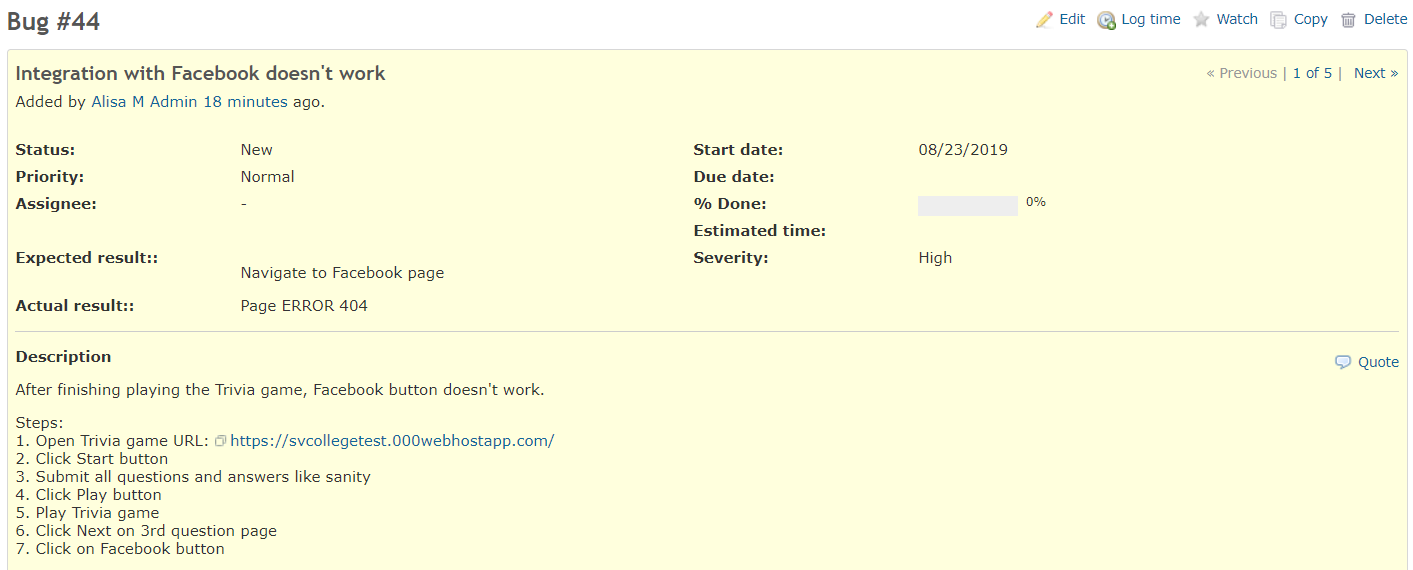 Bug #44
Edit Log time Watch Copy Delete
Integration with Facebook doesn't work
« Previous | 1 of 5 | Next »
Added by Alisa M Admin 18 minutes ago.
Status: New Start date: 08/23/2019
Priority: Normal Due date:
Assignee: - % Done: 0%
Estimated time:
Expected result:: Severity: High
Navigate to Facebook page
Actual result:: Page ERROR 404
Description
Quote
After finishing playing the Trivia game, Facebook button doesn't work.
Steps:
1. Open Trivia game URL: https://svcollegetest.000webhostapp.com/
2. Click Start button
3. Submit all questions and answers like sanity
4. Click Play button
5. Play Trivia game
6. Click Next on 3rd question page
7. Click on Facebook button